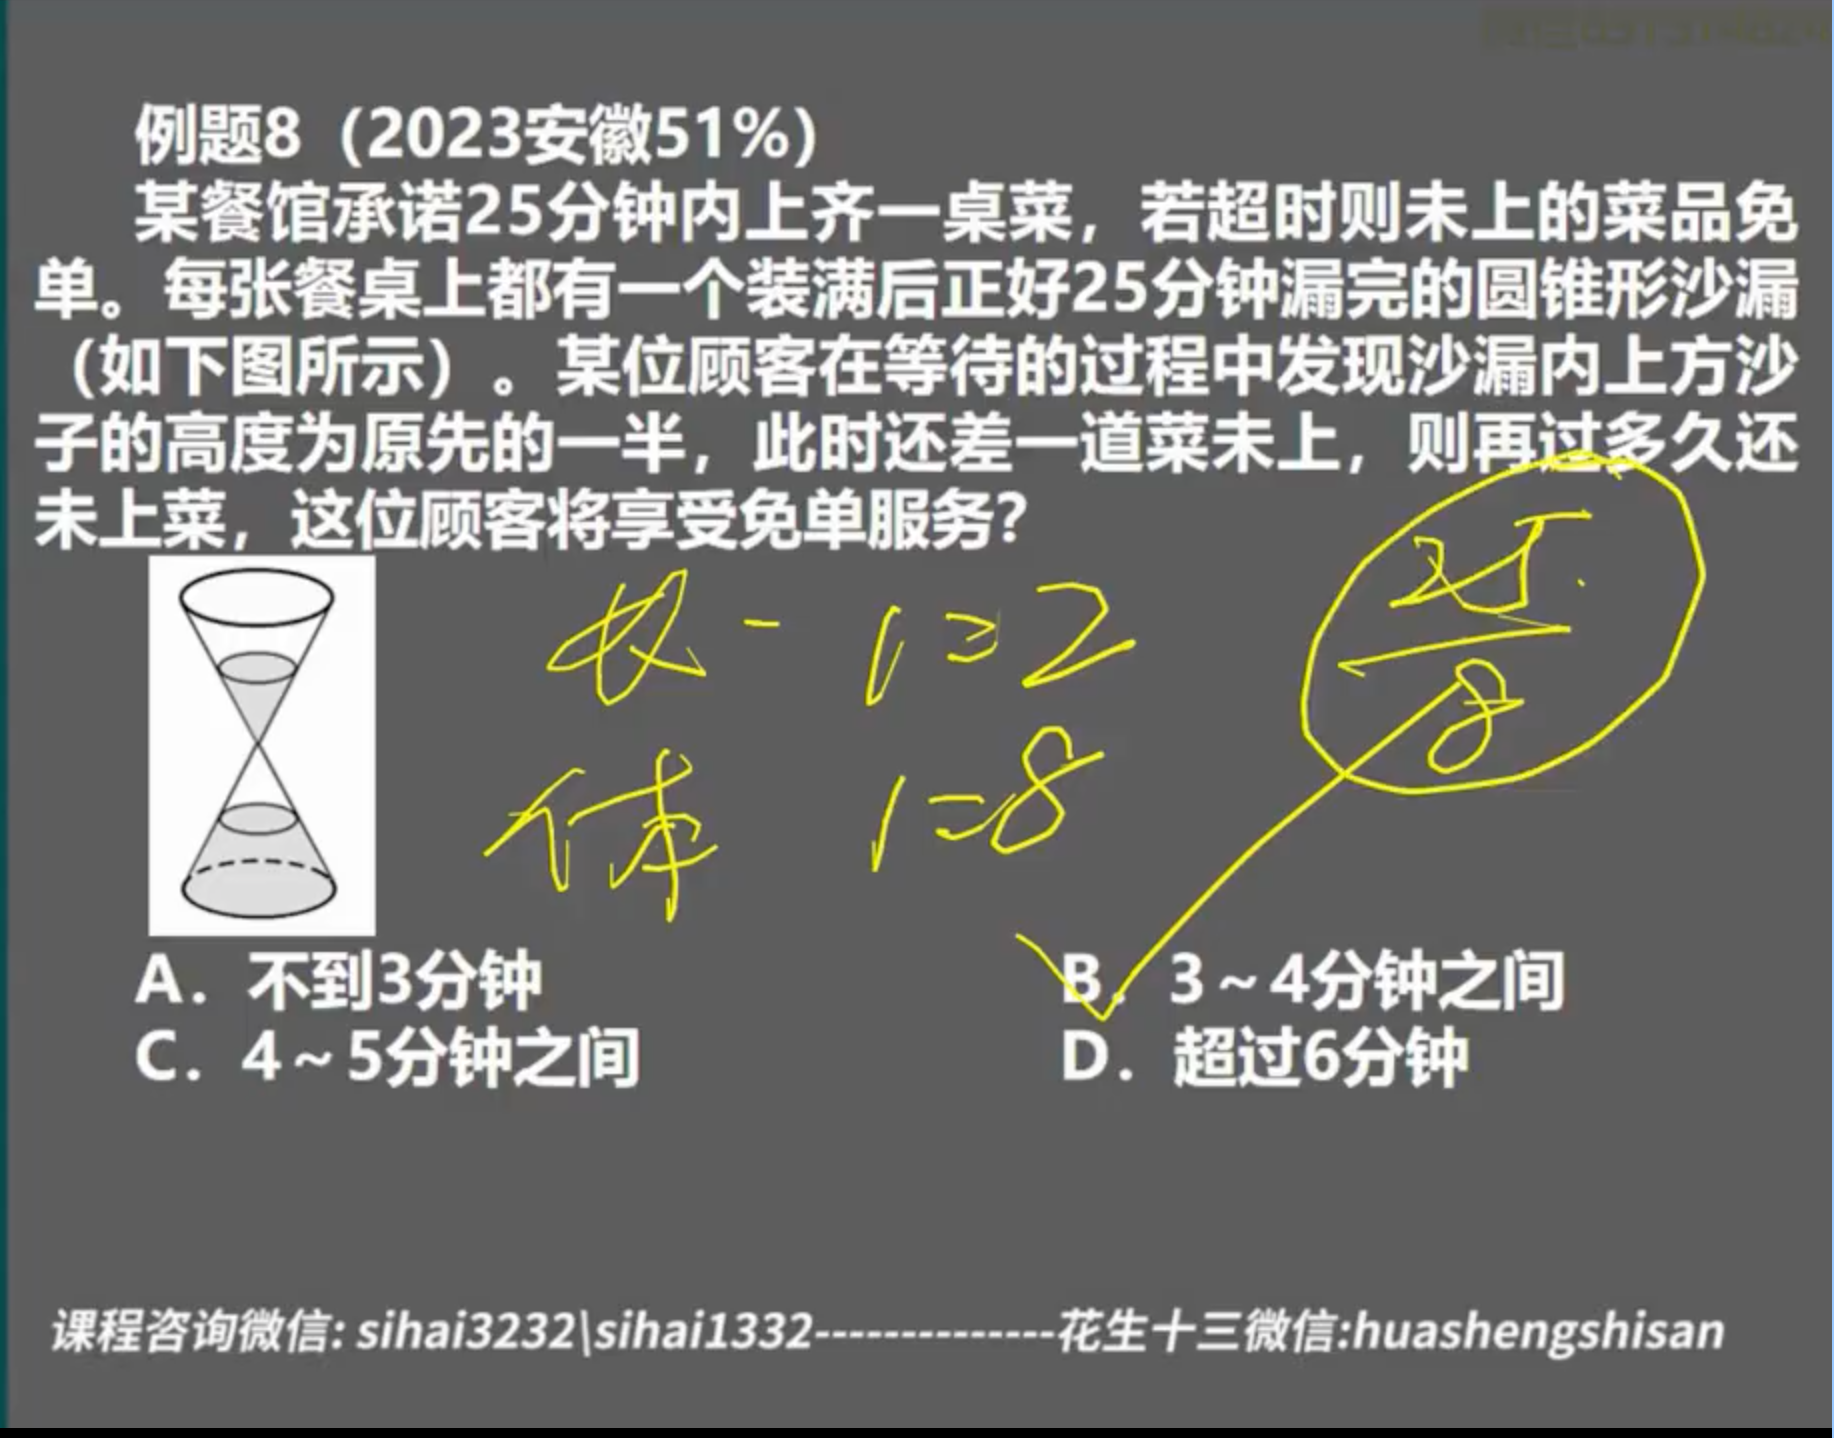 例题8（2023安徽51%）
某餐馆承诺25分钟内上齐一桌菜，若超时则未上的菜品免
单。每张餐桌上都有一个装满后正好25分钟漏完的圆锥形沙漏
（如下图所示）。某位顾客在等待的过程中发现沙漏内上方沙
子的高度为原先的一半，此时还差一道菜未上，则再过多久还
未上菜，这位顾客将享受免单服务？
长 - 1=2
25
8
体 1=8
A．不到3分钟
B．3～4分钟之间
C．4～5分钟之间
D．超过6分钟
课程咨询微信: sihai3232\sihai1332--------------花生十三微信:huashengshisan